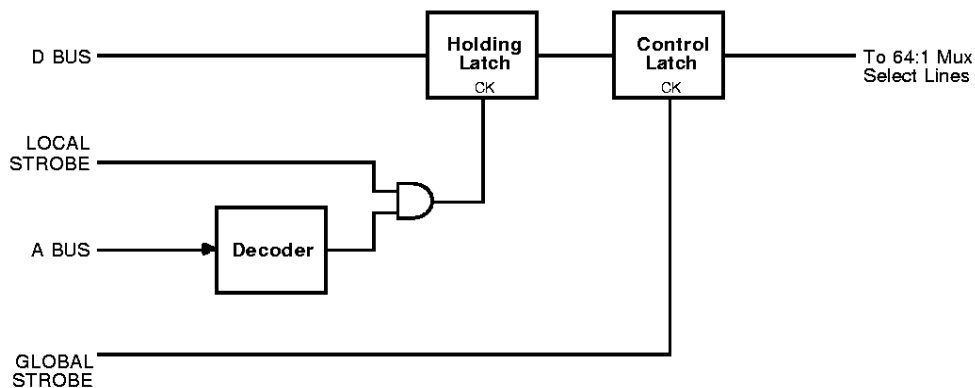 D BUS
Holding
Latch
CK
Control
Latch
CK
To 64:1 Mux
Select Lines
LOCAL
STROBE
A BUS
Decoder
GLOBAL
STROBE